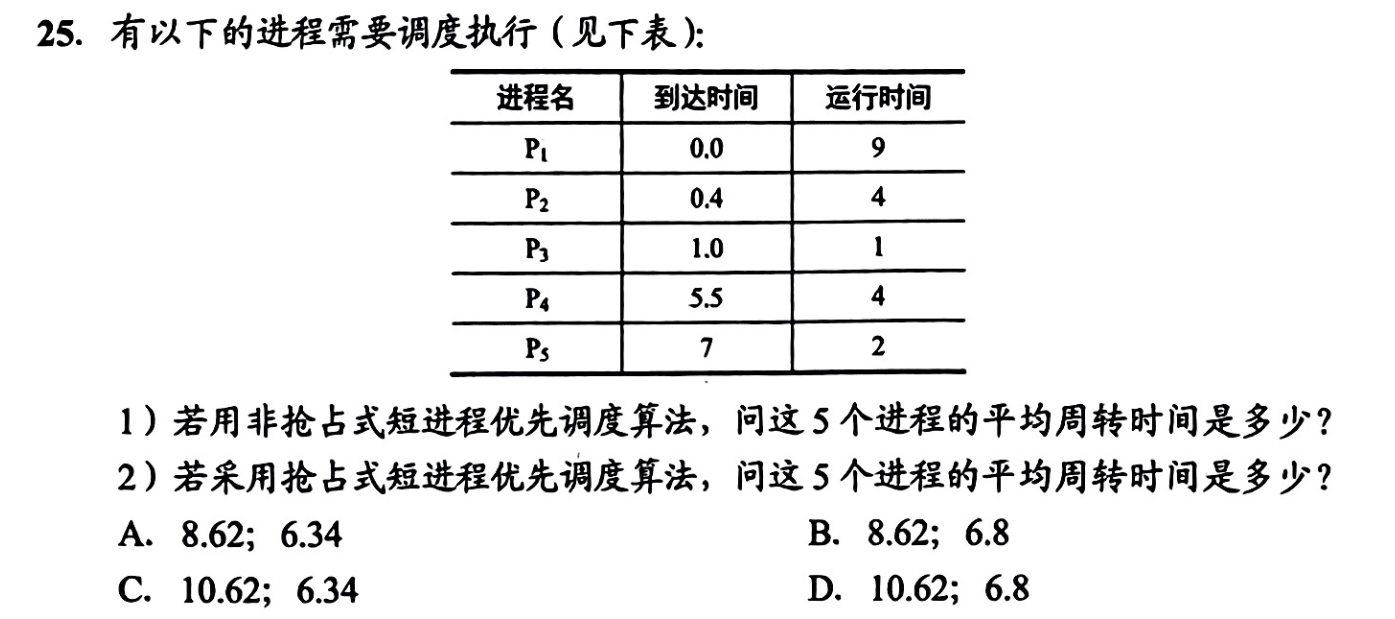 25. 有以下的进程需要调度执行（见下表）：
进程名 到达时间 运行时间
P₁ 0.0 9
P₂ 0.4 4
P₃ 1.0 1
P₄ 5.5 4
P₅ 7 2
1）若用非抢占式短进程优先调度算法，问这 5 个进程的平均周转时间是多少？
2）若采用抢占式短进程优先调度算法，问这 5 个进程的平均周转时间是多少？
A. 8.62；6.34 B. 8.62；6.8
C. 10.62；6.34 D. 10.62；6.8